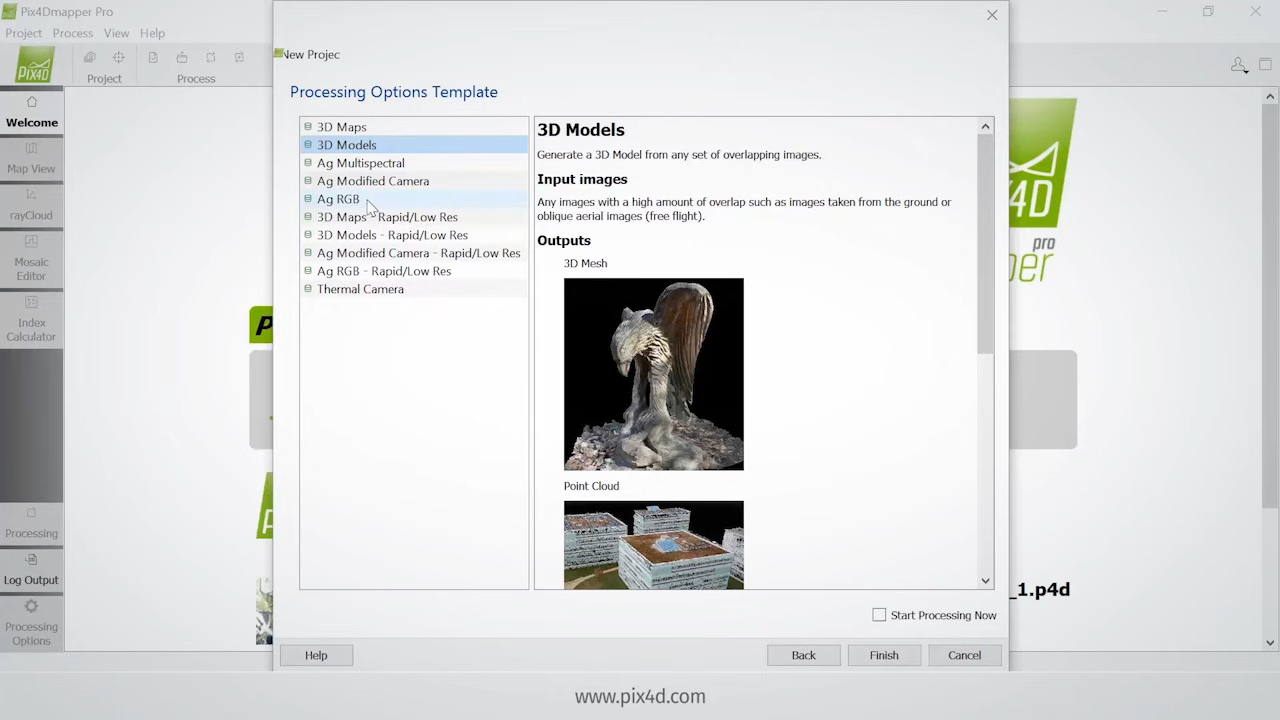 Pix4Dmapper Pro
Project Process View Help
PIX4D
Project
Process
Welcome
Map View
rayCloud
Mosaic
Editor
Index
Calculator
Processing
Log Output
Processing
Options
New Projec
Processing Options Template
3D Maps
3D Models
Ag Multispectral
Ag Modified Camera
Ag RGB
3D Maps - Rapid/Low Res
3D Models - Rapid/Low Res
Ag Modified Camera - Rapid/Low Res
Ag RGB - Rapid/Low Res
Thermal Camera
3D Models
Generate a 3D Model from any set of overlapping images.
Input images
Any images with a high amount of overlap such as images taken from the ground or
oblique aerial images (free flight).
Outputs
3D Mesh
Point Cloud
4D
pro
per
P
_1.p4d
Start Processing Now
Help
Back
Finish
Cancel
www.pix4d.com